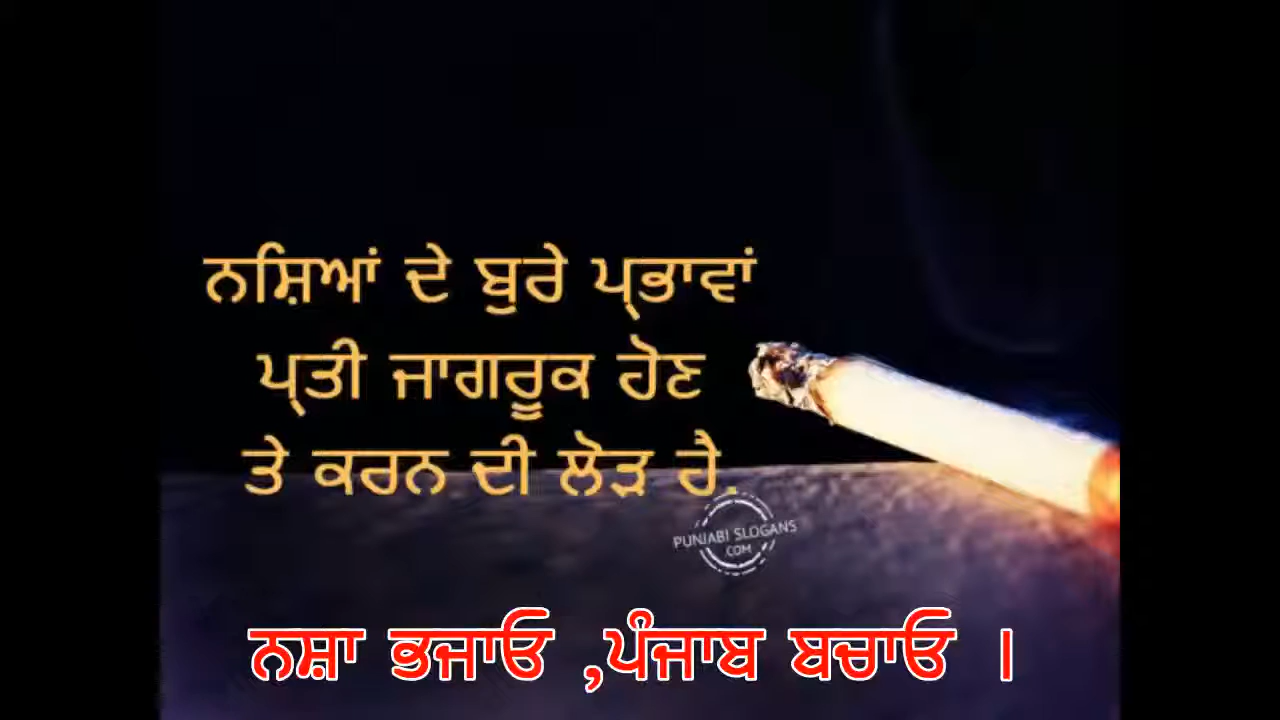 ਨਸ਼ਿਆਂ ਦੇ ਬੁਰੇ ਪ੍ਰਭਾਵਾਂ
ਪ੍ਰਤੀ ਜਾਗਰੂਕ ਹੋਣ
ਤੇ ਕਰਨ ਦੀ ਲੋੜ ਹੈ.
PUNJABI SLOGANS
.COM
ਨਸ਼ਾ ਭਜਾਓ ,ਪੰਜਾਬ ਬਚਾਓ ।